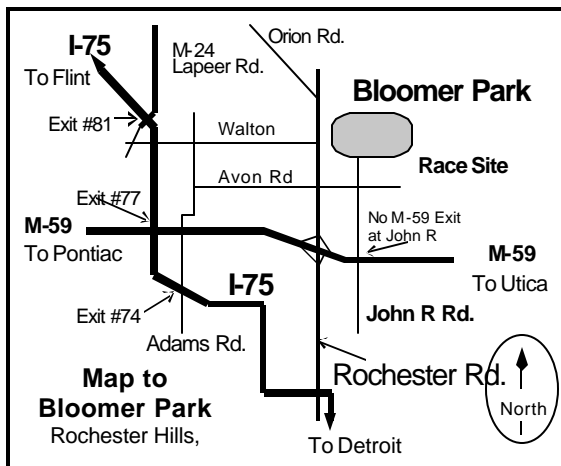 I-75
To Flint
M-24
Lapeer Rd.
Orion Rd.
Bloomer Park
Exit #81
Walton
Race Site
Avon Rd
Exit #77
M-59
To Pontiac
No M-59 Exit
at John R
M-59
To Utica
I-75
Exit #74
John R Rd.
Adams Rd.
Rochester Rd.
Map to
Bloomer Park
Rochester Hills,
North
To Detroit